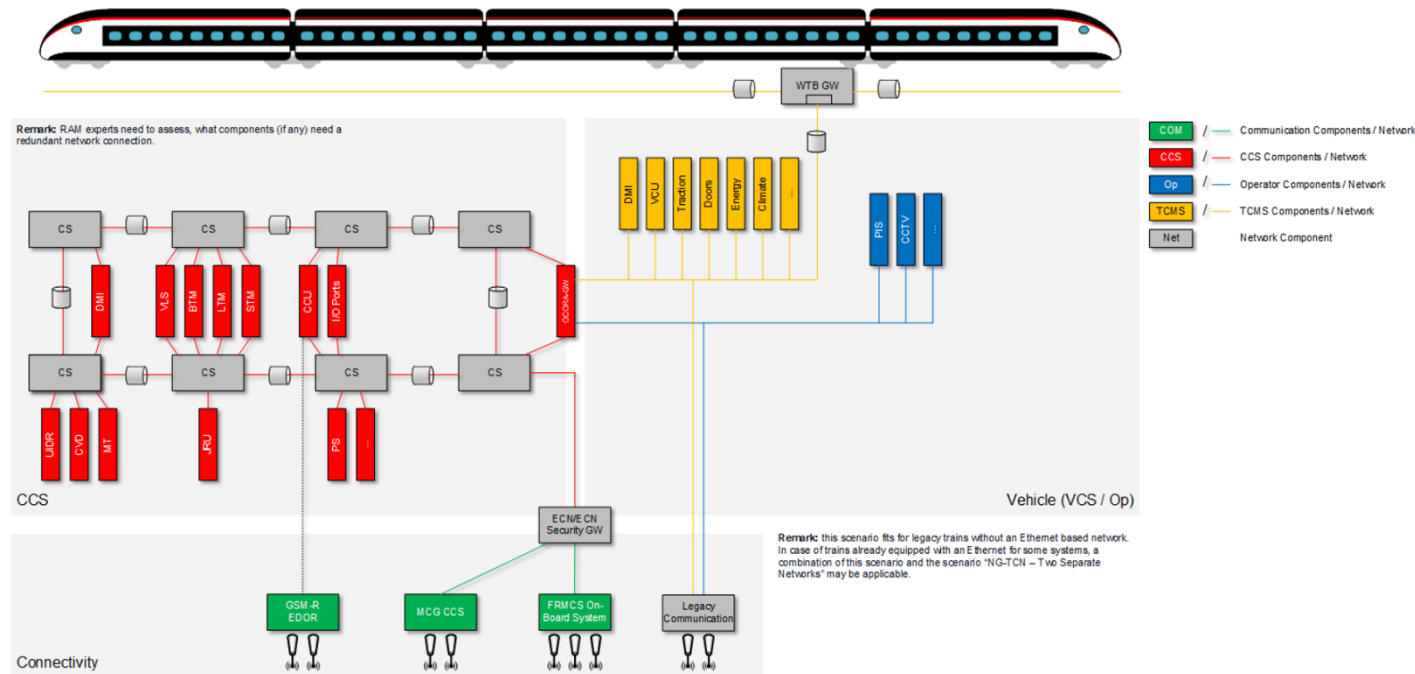 WTB GW
Remark: RAM experts need to assess, what components (if any) need a
redundant network connection.
COM / Communication Components / Network
CCS / CCS Components / Network
Op / Operator Components / Network
TCMS / TCMS Components / Network
Net Network Component
DMI
VCU
Traction
Doors
Energy
Climate
...
PIS
CCTV
...
CS
CS
CS
CS
DMI
VLS
BTM
LTM
STM
CCU
I/O Ports
OCORA-GW
CS
CS
CS
CS
UIDR
CVD
MT
JRU
PS
...
CCS
Vehicle (VCS / Op)
ECN/ECN
Security GW
Remark: this scenario fits for legacy trains without an Ethernet based network.
In case of trains already equipped with an Ethernet for some systems, a
combination of this scenario and the scenario “NG-TCN – Two Separate
Networks” may be applicable.
GSM-R
EDOR
MCG CCS
FRMCS On-
Board System
Legacy
Communication
Connectivity